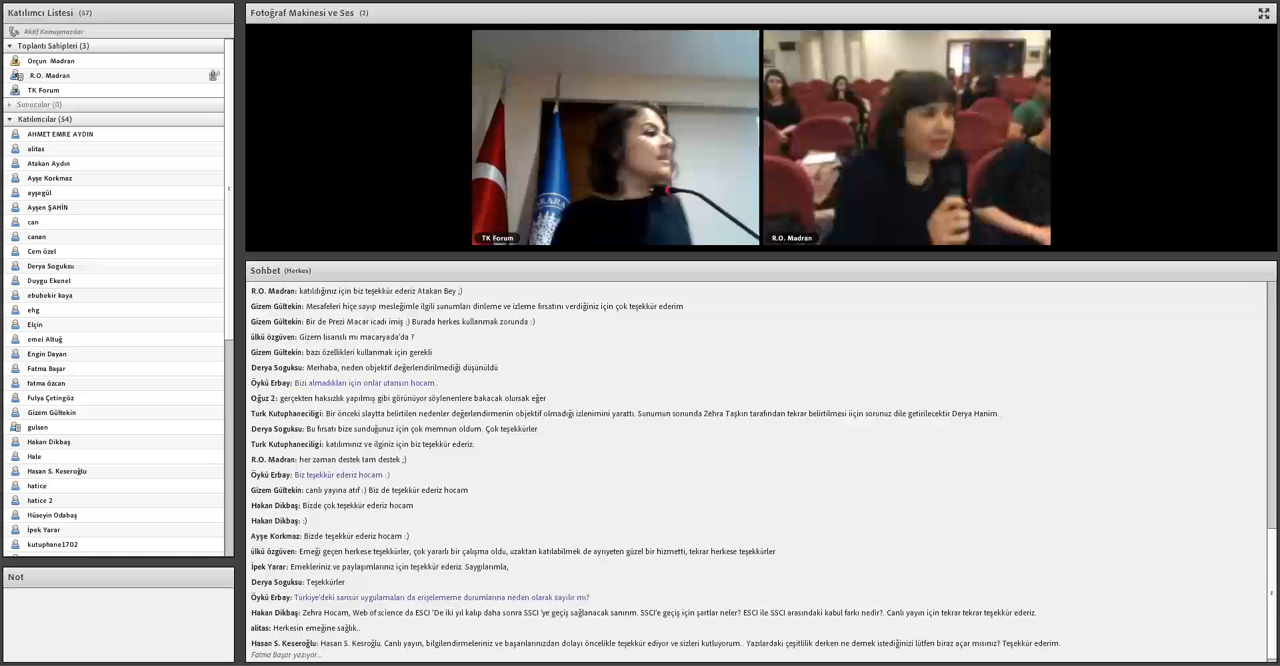 Katılımcı Listesi (57)
Aktif Konuşmacılar
Toplantı Sahipleri (3)
Orçun Madran
R.O. Madran
TK Forum
Sunucular (0)
Katılımcılar (54)
AHMET EMRE AYDIN
alitas
Atakan Aydın
Ayşe Korkmaz
ayşegül
Ayşen ŞAHİN
can
canan
Cem özel
Derya Soguksu
Duygu Ekenel
ebubekir kaya
ehg
Elçin
emel Altuğ
Engin Dayan
Fatma Başar
fatma özcan
Fulya Çetingöz
Gizem Gültekin
gulsen
Hakan Dikbaş
Hale
Hasan S. Keseroğlu
hatice
hatice 2
Hüseyin Odabaş
İpek Yarar
kutuphane1702
Not
Fotoğraf Makinesi ve Ses (2)
TK Forum
R.O. Madran
Sohbet (Herkes)
R.O. Madran: katıldığınız için biz teşekkür ederiz Atakan Bey ;)
Gizem Gültekin: Mesafeleri hiçe sayıp mesleğimle ilgili sunumları dinleme ve izleme fırsatını verdiğiniz için çok teşekkür ederim
Gizem Gültekin: Bir de Prezi Macar icadı imiş :) Burada herkes kullanmak zorunda :)
ülkü özgüven: Gizem lisanslı mı macaryada'da ?
Gizem Gültekin: bazı özellikleri kullanmak için gerekli
Derya Soguksu: Merhaba, neden objektif değerlendirilmediği düşünüldü
Öykü Erbay: Bizi almadıkları için onlar utansın hocam..
Oğuz 2: gerçekten haksızlık yapılmış gibi görünüyor söylenenlere bakacak olursak eğer
Turk Kutuphaneciligi: Bir önceki slaytta belirtilen nedenler değerlendirmenin objektif olmadığı izlenimini yarattı. Sunumun sonunda Zehra Taşkın tarafından tekrar belirtilmesi iiçin sorunuz dile getirilecektir Derya Hanim.
Derya Soguksu: Bu fırsatı bize sunduğunuz için çok memnun oldum. Çok teşekkürler
Turk Kutuphaneciligi: katılımınız ve ilginiz için biz teşekkür ederiz.
R.O. Madran: her zaman destek tam destek ;)
Öykü Erbay: Biz teşekkür ederiz hocam :)
Gizem Gültekin: canlı yayına atıf :) Biz de teşekkür ederiz hocam
Hakan Dikbaş: Bizde çok teşekkür ederiz hocam
Hakan Dikbaş: :)
Ayşe Korkmaz: Bizde teşekkür ederiz hocam :)
ülkü özgüven: Emeği geçen herkese teşekkürler, çok yararlı bir çalışma oldu, uzaktan katılabilmek de ayrıyeten güzel bir hizmetti, tekrar herkese teşekkürler
İpek Yarar: Emekleriniz ve paylaşımlarınız için teşekkür ederiz. Saygılarımla,
Derya Soguksu: Teşekkürler
Öykü Erbay: Türkiye'deki sansür uygulamaları da erişelememe durumlarına neden olarak sayılır mı?
Hakan Dikbaş: Zehra Hocam, Web of science da ESCI 'De iki yıl kalıp daha sonra SSCI 'ye geçiş sağlanacak sanırım. SSCI'e geçiş için şartlar neler? ESCI ile SSCI arasındaki kabul farkı nedir?. Canlı yayın için tekrar tekrar teşekkür ederiz.
alitas: Herkesin emeğine sağlık..
Hasan S. Keseroğlu: Hasan S. Kesroğlu. Canlı yayın, bilgilendirmeleriniz ve başarılarınızdan dolayı öncelikle teşekkür ediyor ve sizleri kutluyorum.. Yazılardaki çeşitlilik derken ne demek istediğinizi lütfen biraz açar mısınız? Teşekkür ederim.
Fatma Başar yazıyor...